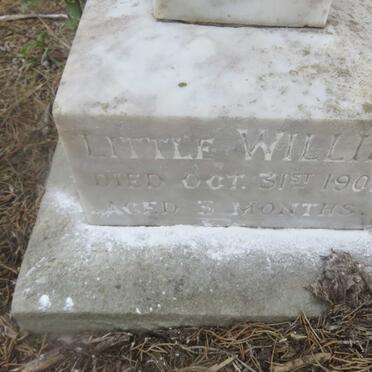 LITTLE WILLI
DIED OCT. 31ST 190
AGED 3 MONTHS